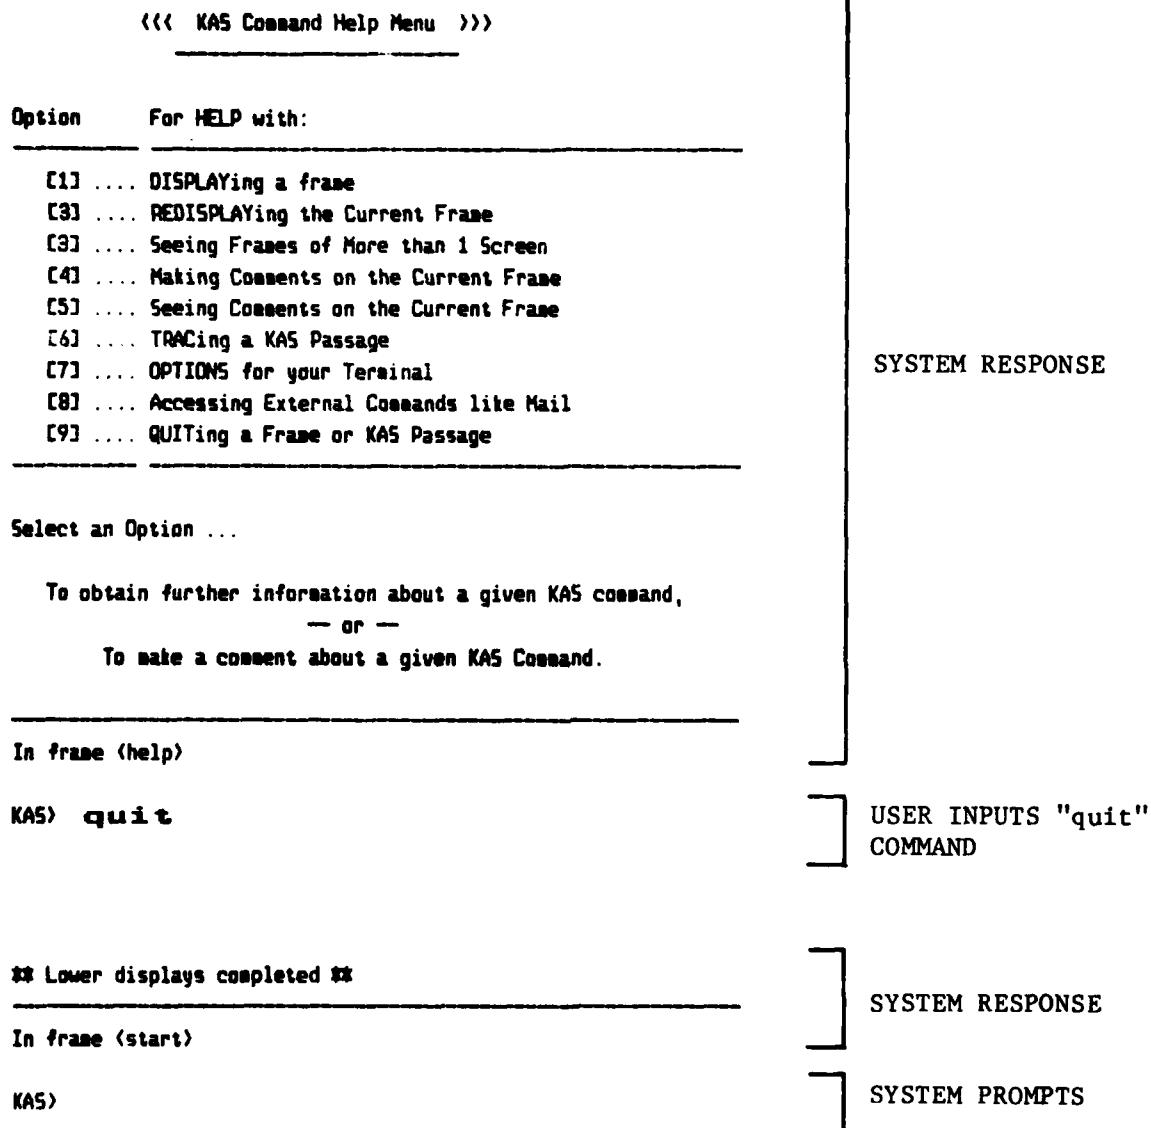 <<< KAS Command Help Menu >>>
Option For HELP with:
[1] .... DISPLAYing a frame
[3] .... REDISPLAYing the Current Frame
[3] .... Seeing Frames of More than 1 Screen
[4] .... Making Comments on the Current Frame
[5] .... Seeing Comments on the Current Frame
[6] .... TRACing a KAS Passage
[7] .... OPTIONS for your Terminal
[8] .... Accessing External Commands like Mail
[9] .... QUITing a Frame or KAS Passage
SYSTEM RESPONSE
Select an Option ...
To obtain further information about a given KAS command,
— or —
To make a comment about a given KAS Command.
In frame <help>
KAS> quit
USER INPUTS "quit"
COMMAND
** Lower displays completed **
SYSTEM RESPONSE
In frame <start>
KAS>
SYSTEM PROMPTS